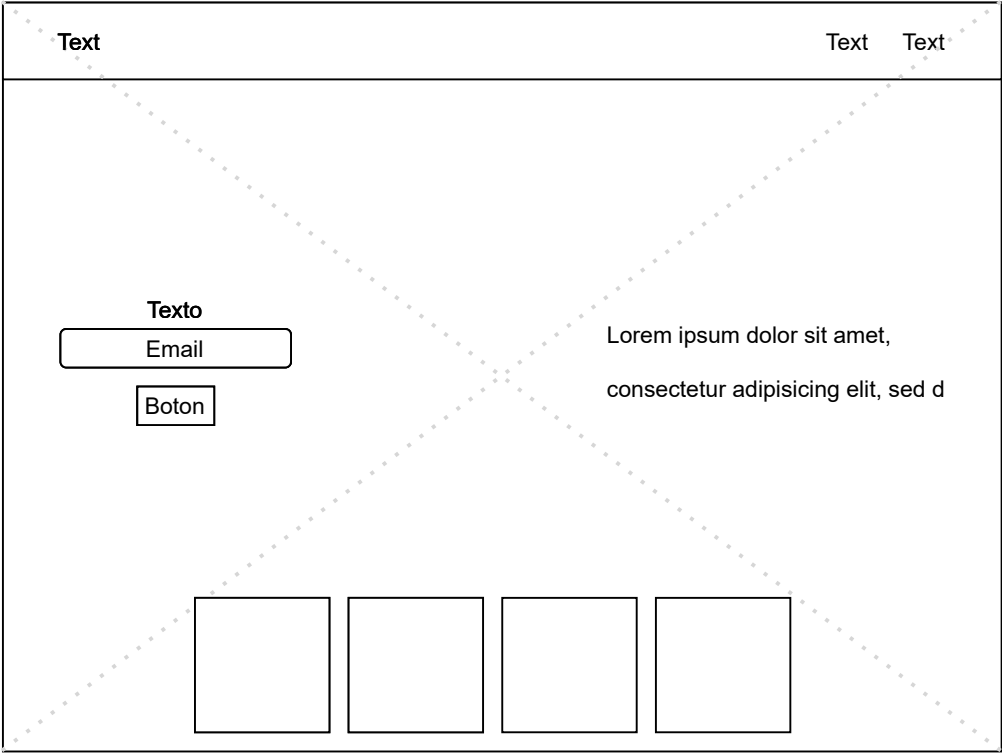 Text
Text
Text
Texto
Email
Boton
Lorem ipsum dolor sit amet,
consectetur adipisicing elit, sed d